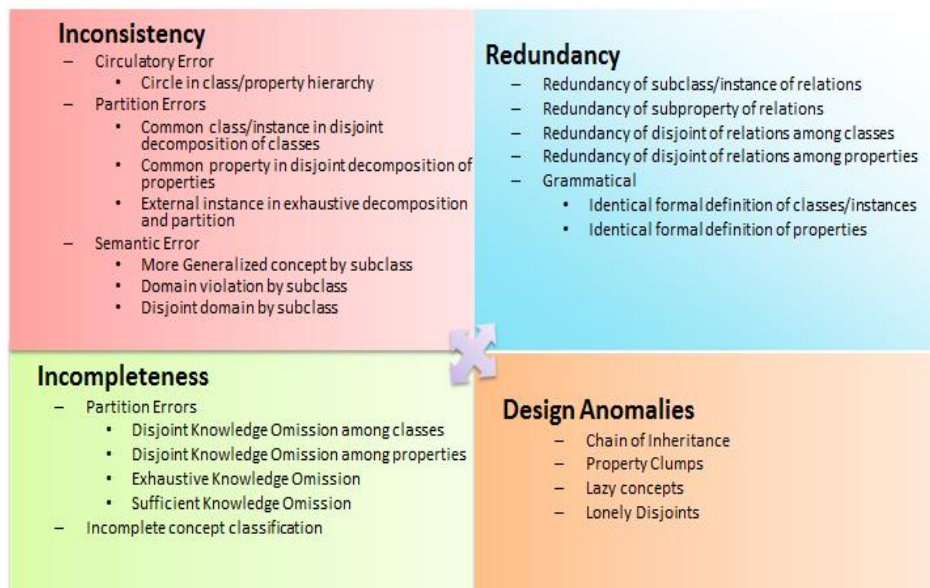 Inconsistency
– Circulatory Error
• Circle in class/property hierarchy
– Partition Errors
• Common class/instance in disjoint
decomposition of classes
• Common property in disjoint decomposition of
properties
• External instance in exhaustive decomposition
and partition
– Semantic Error
• More Generalized concept by subclass
• Domain violation by subclass
• Disjoint domain by subclass
Redundancy
– Redundancy of subclass/instance of relations
– Redundancy of subproperty of relations
– Redundancy of disjoint of relations among classes
– Redundancy of disjoint of relations among properties
– Grammatical
• Identical formal definition of classes/instances
• Identical formal definition of properties
Incompleteness
– Partition Errors
• Disjoint Knowledge Omission among classes
• Disjoint Knowledge Omission among properties
• Exhaustive Knowledge Omission
• Sufficient Knowledge Omission
– Incomplete concept classification
Design Anomalies
– Chain of Inheritance
– Property Clumps
– Lazy concepts
– Lonely Disjoints